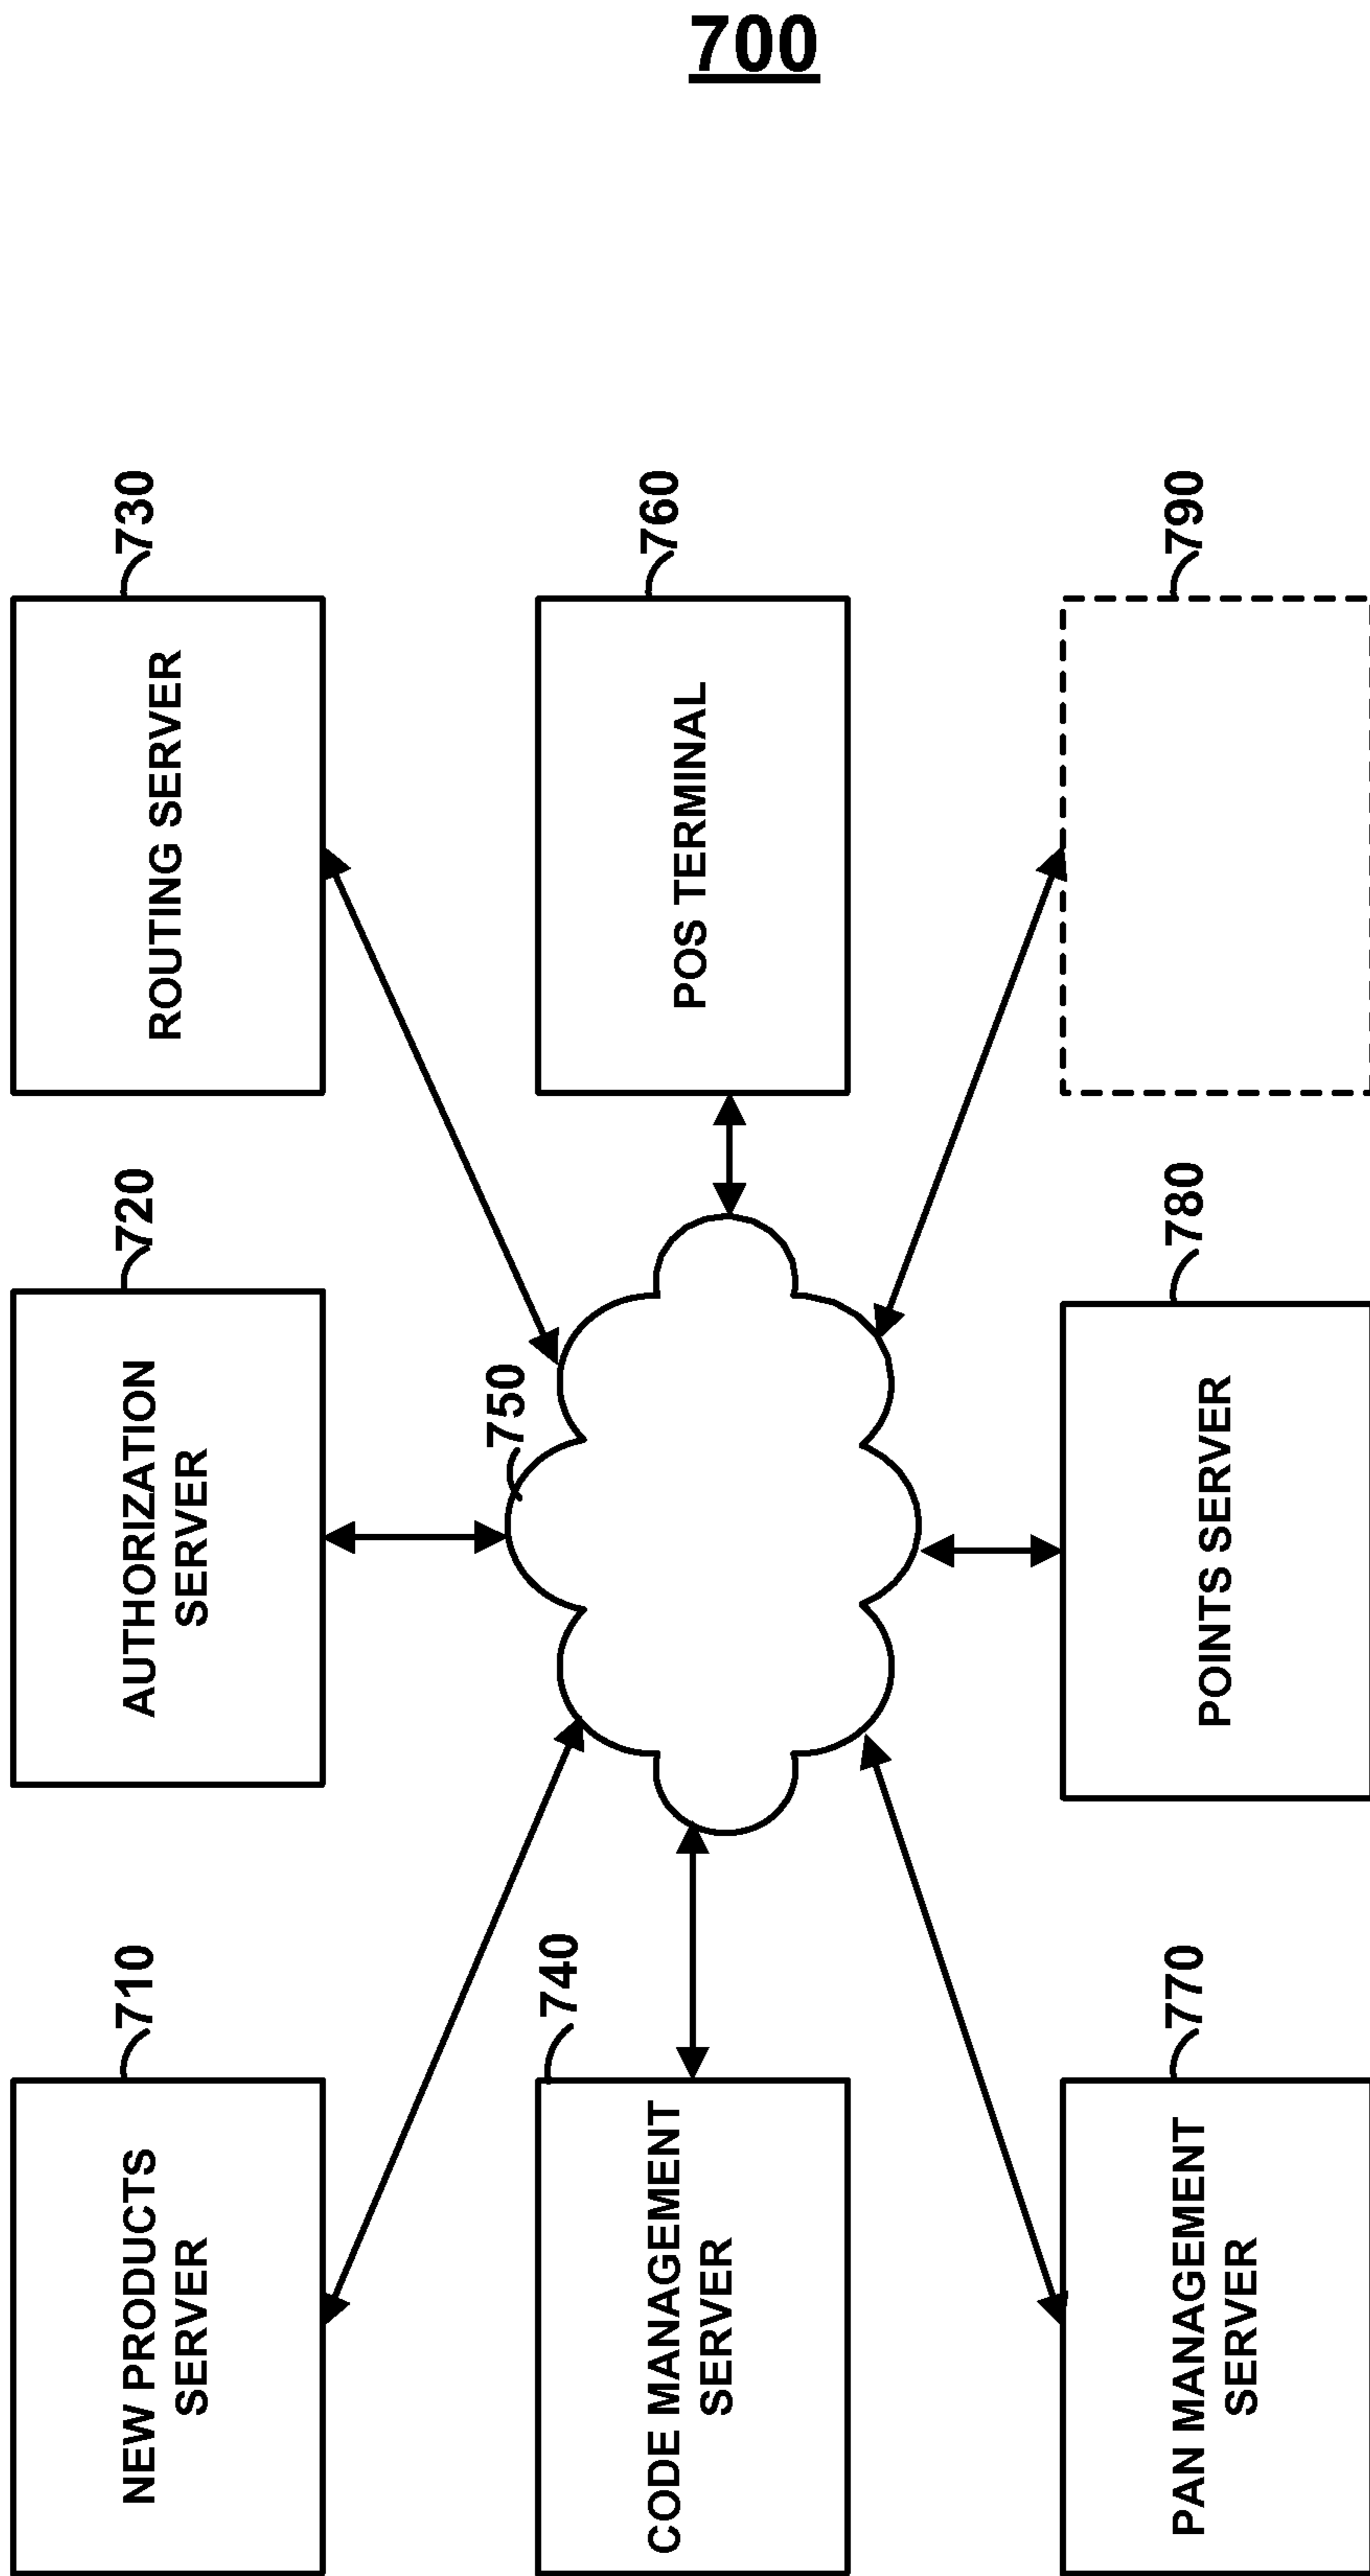 700
710
NEW PRODUCTS
SERVER
720
AUTHORIZATION
SERVER
730
ROUTING SERVER
740
CODE MANAGEMENT
SERVER
750
760
POS TERMINAL
770
PAN MANAGEMENT
SERVER
780
POINTS SERVER
790